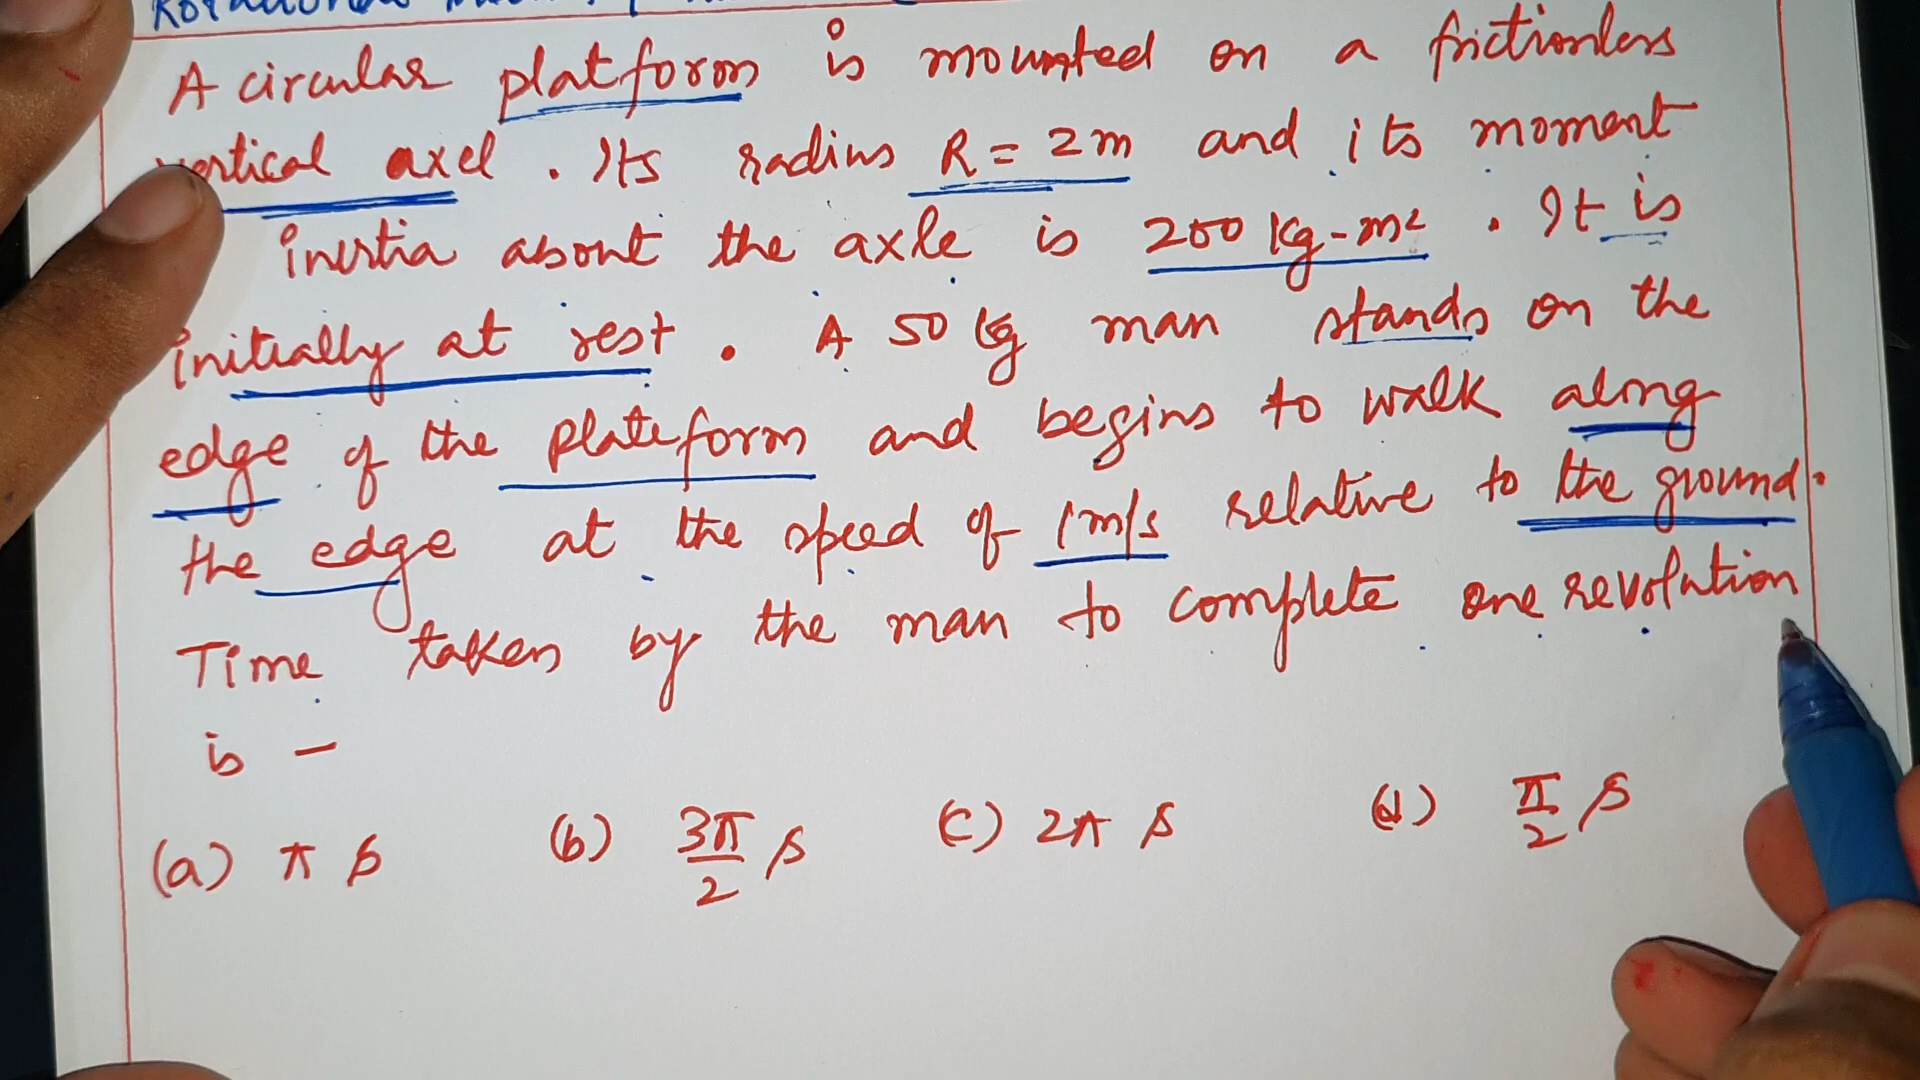 A circular platform is mounted on a frictionless
vertical axel. Its radius R = 2m and its moment
inertia about the axle is 200 kg-m². It is
initially at rest. A 50 kg man stands on the
edge of the plateform and begins to walk along
the edge at the speed of 1m/s relative to the ground.
Time taken by the man to complete one revolution
is -
(a) π s (b) 3π/2 s (c) 2π s (d) π/2 s